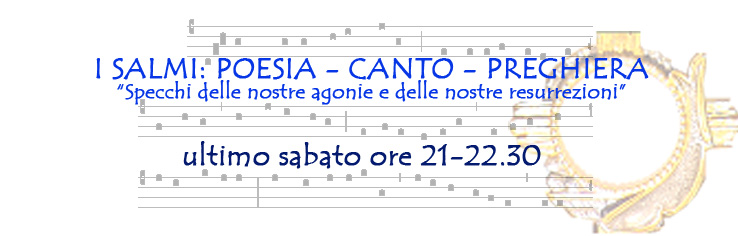 I SALMI: POESIA - CANTO - PREGHIERA
"Specchi delle nostre agonie e delle nostre resurrezioni"
ultimo sabato ore 21-22.30